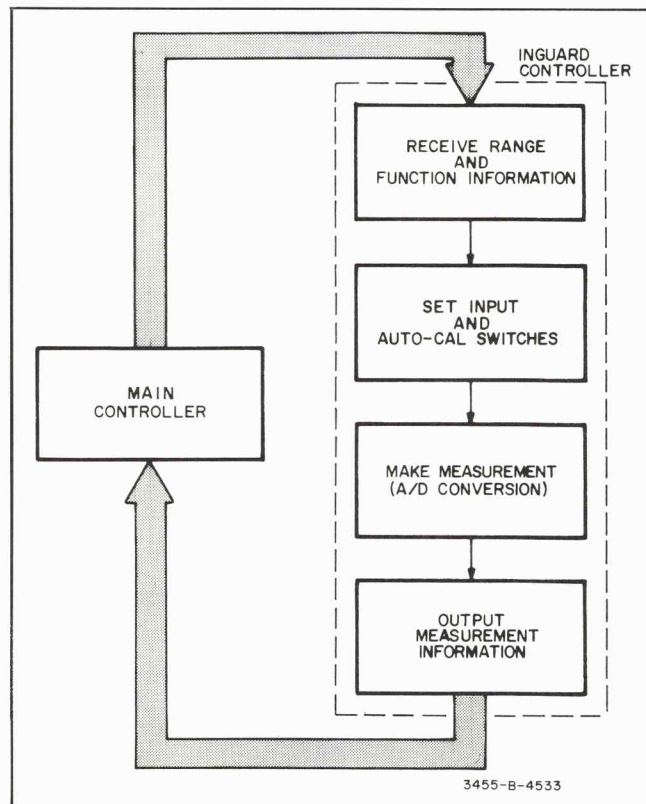 INGUARD
CONTROLLER
RECEIVE RANGE
AND
FUNCTION INFORMATION
SET INPUT
AND
AUTO-CAL SWITCHES
MAIN
CONTROLLER
MAKE MEASUREMENT
(A/D CONVERSION)
OUTPUT
MEASUREMENT
INFORMATION
3455-B-4533